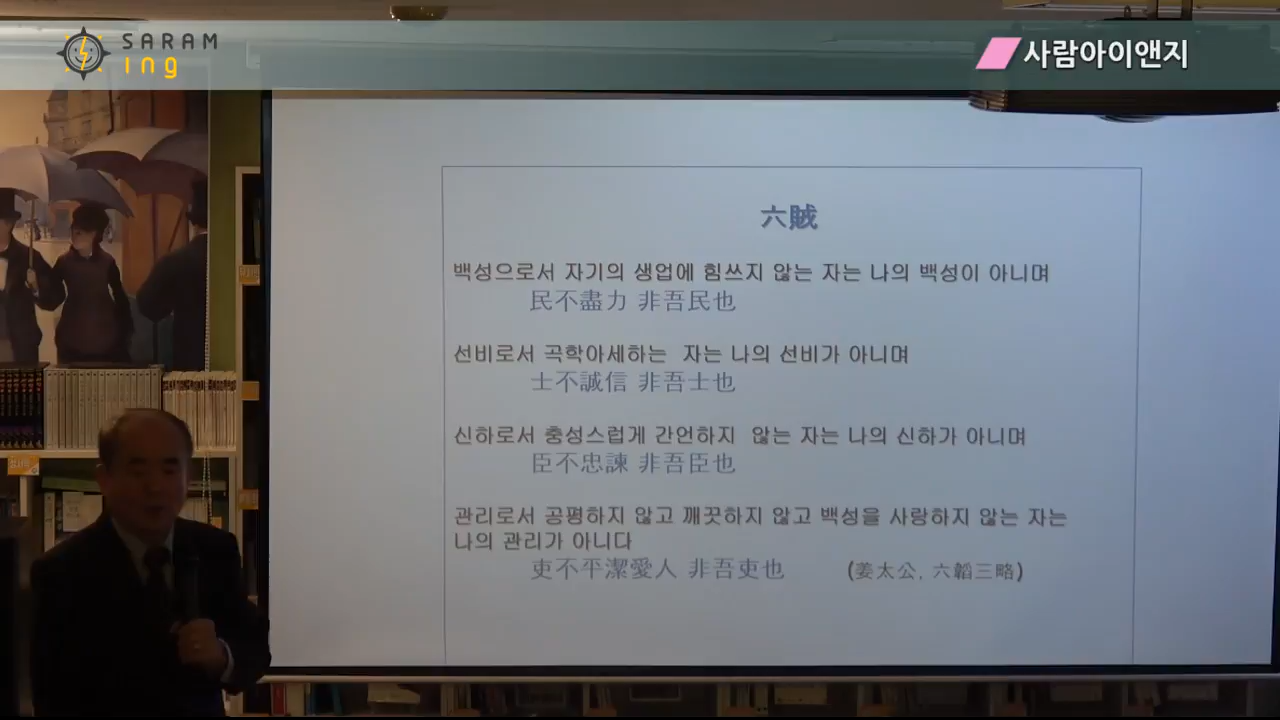 SARAM
ing
사람아이앤지
六賊
백성으로서 자기의 생업에 힘쓰지 않는 자는 나의 백성이 아니며
民不盡力 非吾民也
선비로서 곡학아세하는 자는 나의 선비가 아니며
士不誠信 非吾士也
신하로서 충성스럽게 간언하지 않는 자는 나의 신하가 아니며
臣不忠諫 非吾臣也
관리로서 공평하지 않고 깨끗하지 않고 백성을 사랑하지 않는 자는
나의 관리가 아니다
吏不平潔愛人 非吾吏也 (姜太公, 六韜三略)